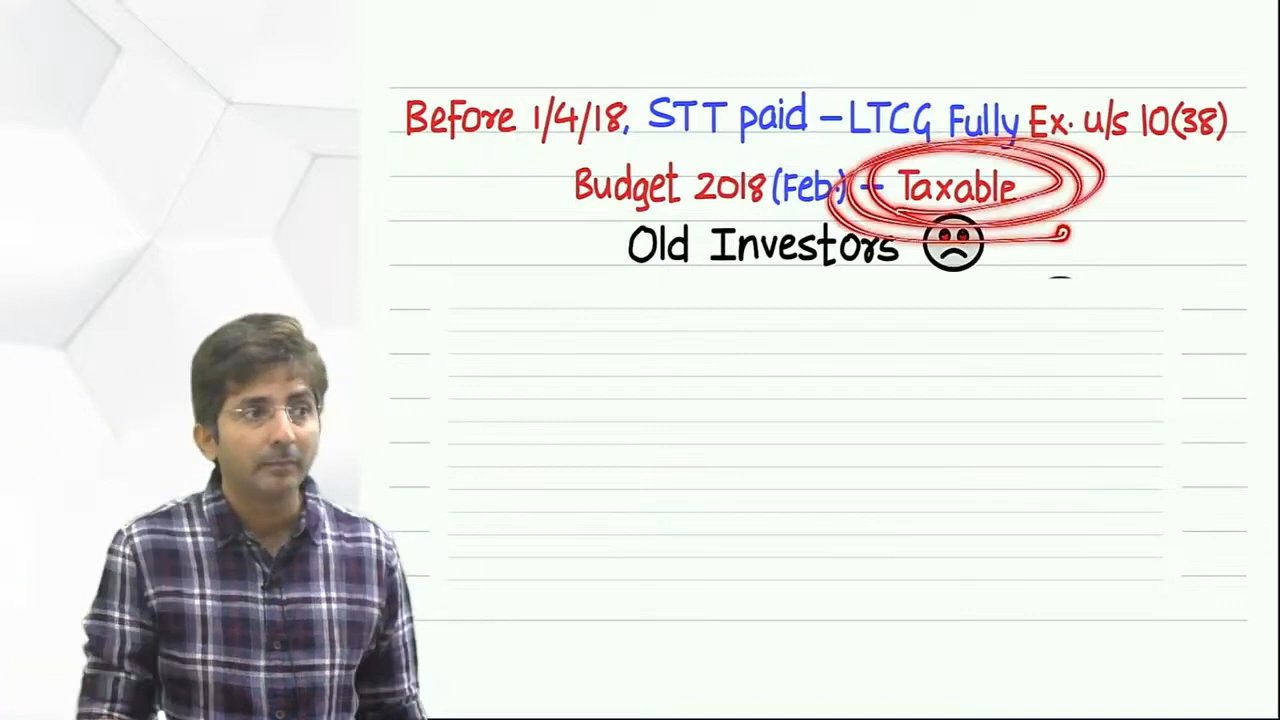 Before 1/4/18, STT paid – LTCG Fully Ex. u/s 10(38)
Budget 2018 (Feb.) – Taxable
Old Investors